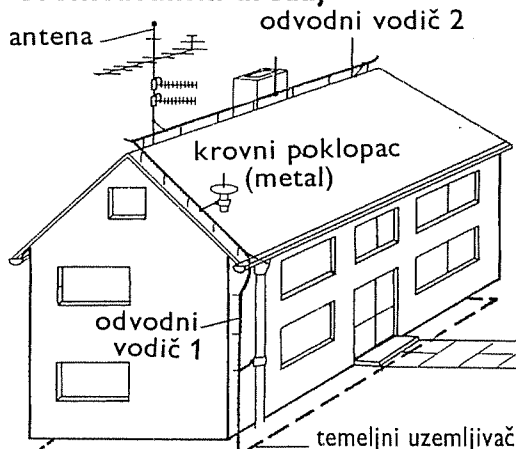 odvodni vodič 2
antena
krovni poklopac
(metal)
odvodni
vodič 1
temeljni uzemljivač